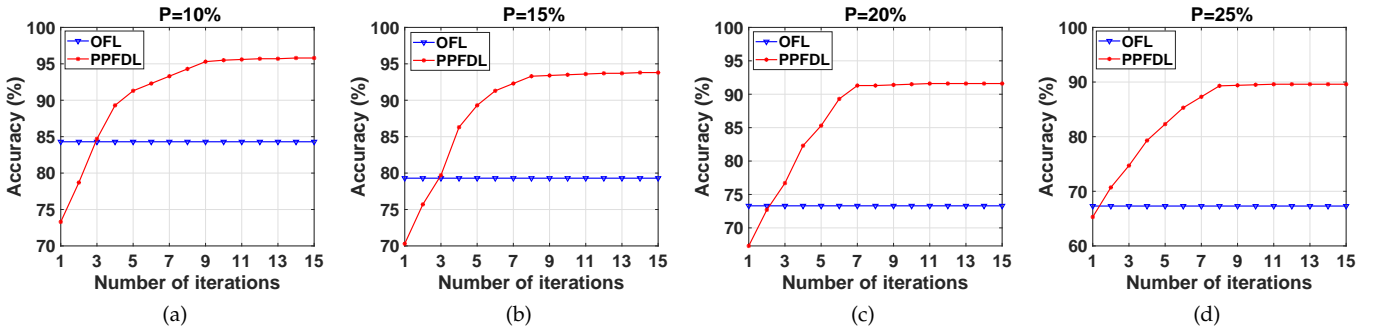 P=10%
OFL
PPFDL
100
95
90
85
80
75
70
Accuracy (%)
1 3 5 7 9 11 13 15
Number of iterations
(a)
P=15%
OFL
PPFDL
100
95
90
85
80
75
70
Accuracy (%)
1 3 5 7 9 11 13 15
Number of iterations
(b)
P=20%
OFL
PPFDL
100
95
90
85
80
75
70
Accuracy (%)
1 3 5 7 9 11 13 15
Number of iterations
(c)
P=25%
OFL
PPFDL
100
90
80
70
60
Accuracy (%)
1 3 5 7 9 11 13 15
Number of iterations
(d)